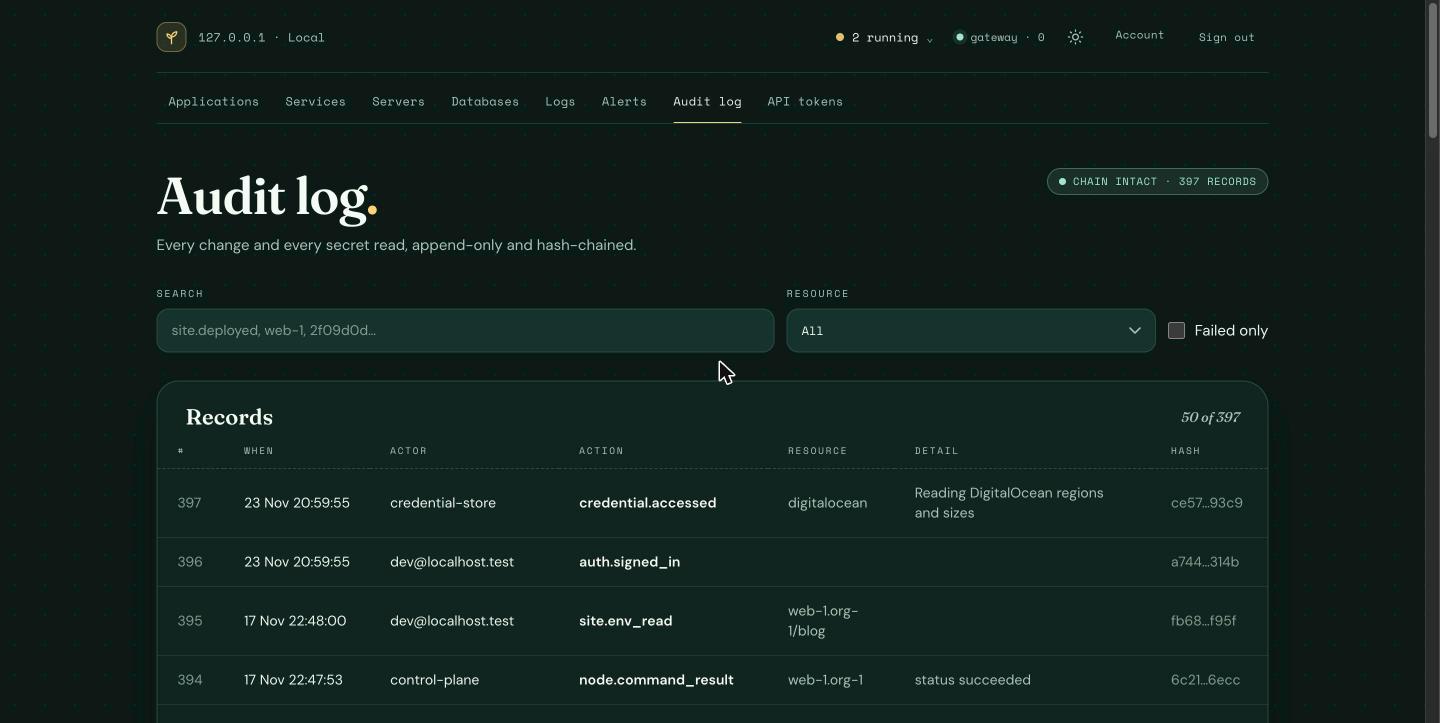 127.0.0.1 · Local
2 running
gateway · 0
Account
Sign out
Applications
Services
Servers
Databases
Logs
Alerts
Audit log
API tokens
Audit log.
CHAIN INTACT · 397 RECORDS
Every change and every secret read, append-only and hash-chained.
SEARCH
RESOURCE
site.deployed, web-1, 2f09d0d…
All
Failed only
Records
50 of 397
# WHEN ACTOR ACTION RESOURCE DETAIL HASH
397 23 Nov 20:59:55 credential-store credential.accessed digitalocean Reading DigitalOcean regions
and sizes
ce57…93c9
396 23 Nov 20:59:55 dev@localhost.test auth.signed_in a744…314b
395 17 Nov 22:48:00 dev@localhost.test site.env_read web-1.org-
1/blog
fb68…f95f
394 17 Nov 22:47:53 control-plane node.command_result web-1.org-1 status succeeded 6c21…6ecc